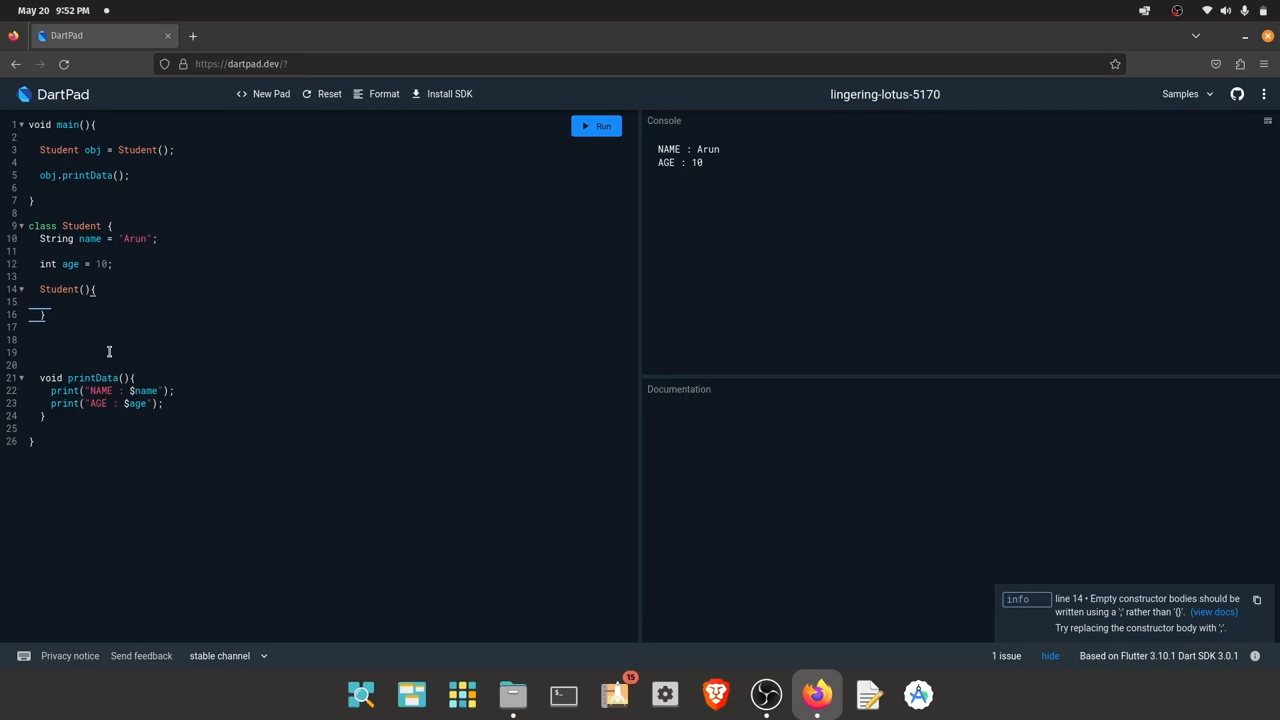 May 20 9:52 PM
DartPad
https://dartpad.dev/?
DartPad
<> New Pad
Reset
Format
Install SDK
lingering-lotus-5170
Samples
1 void main(){
2
3 Student obj = Student();
4
5 obj.printData();
6
7 }
8
9 class Student {
10 String name = "Arun";
11
12 int age = 10;
13
14 Student(){
15
16 }
17
18
19
20
21 void printData(){
22 print("NAME : $name");
23 print("AGE : $age");
24 }
25
26 }
Run
Console
NAME : Arun
AGE : 10
Documentation
info
line 14 • Empty constructor bodies should be
written using a ';' rather than '{}'. (view docs)
Try replacing the constructor body with ';'.
Privacy notice
Send feedback
stable channel
1 issue
hide
Based on Flutter 3.10.1 Dart SDK 3.0.1
15